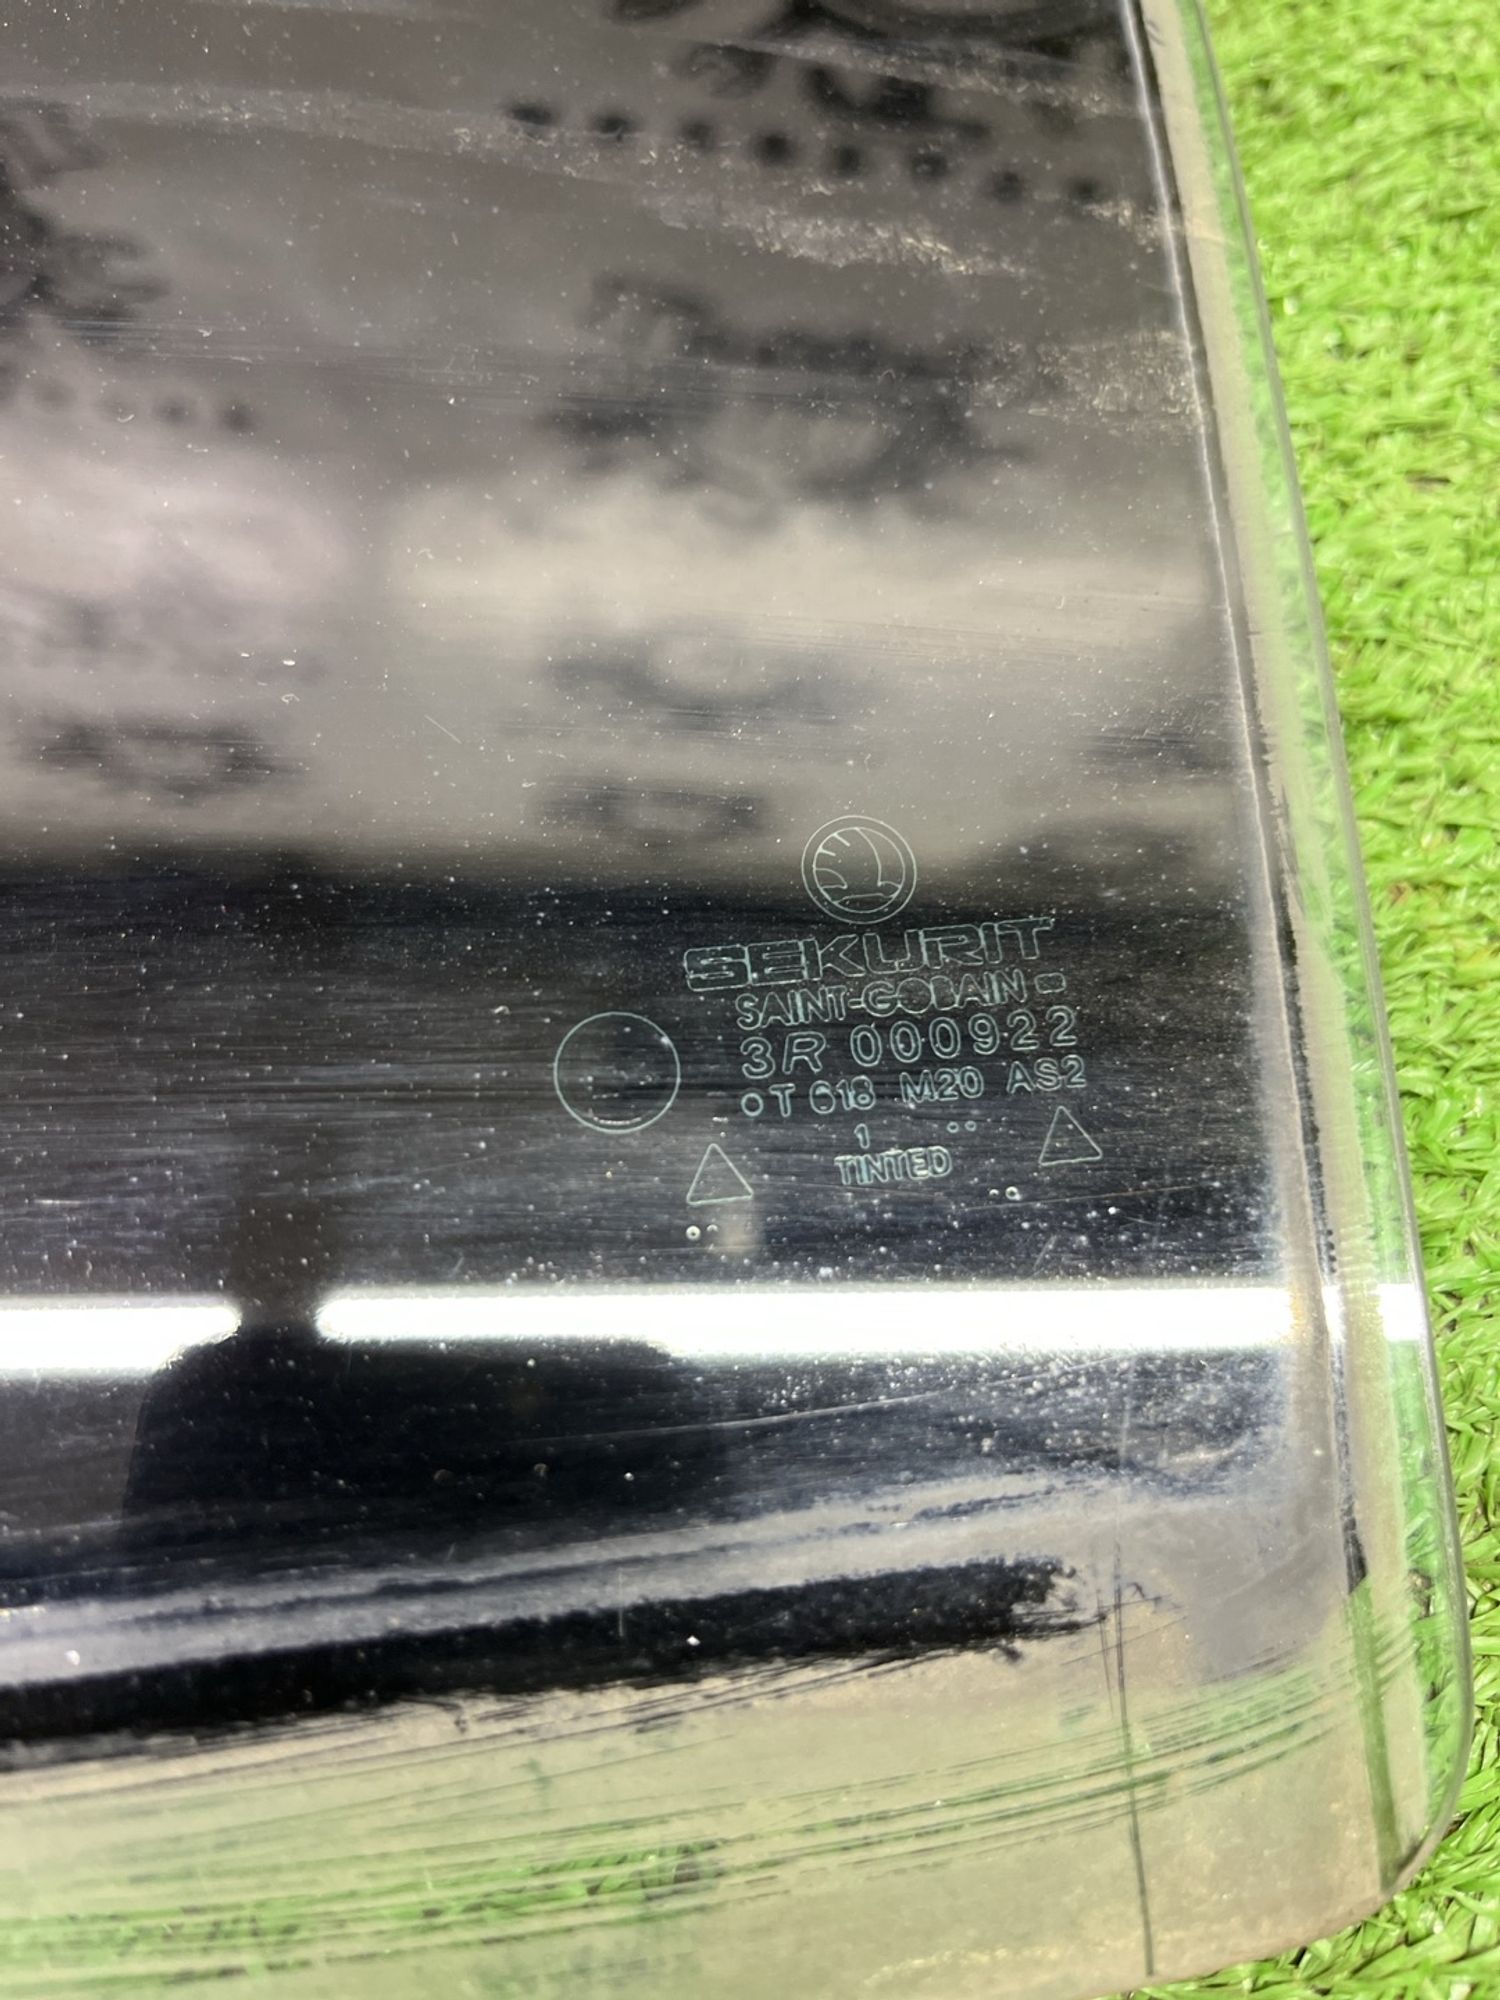 SEKURIT
SAINT-GOBAIN
3R 000922
T 618 M20 AS2
1 ..
TINTED